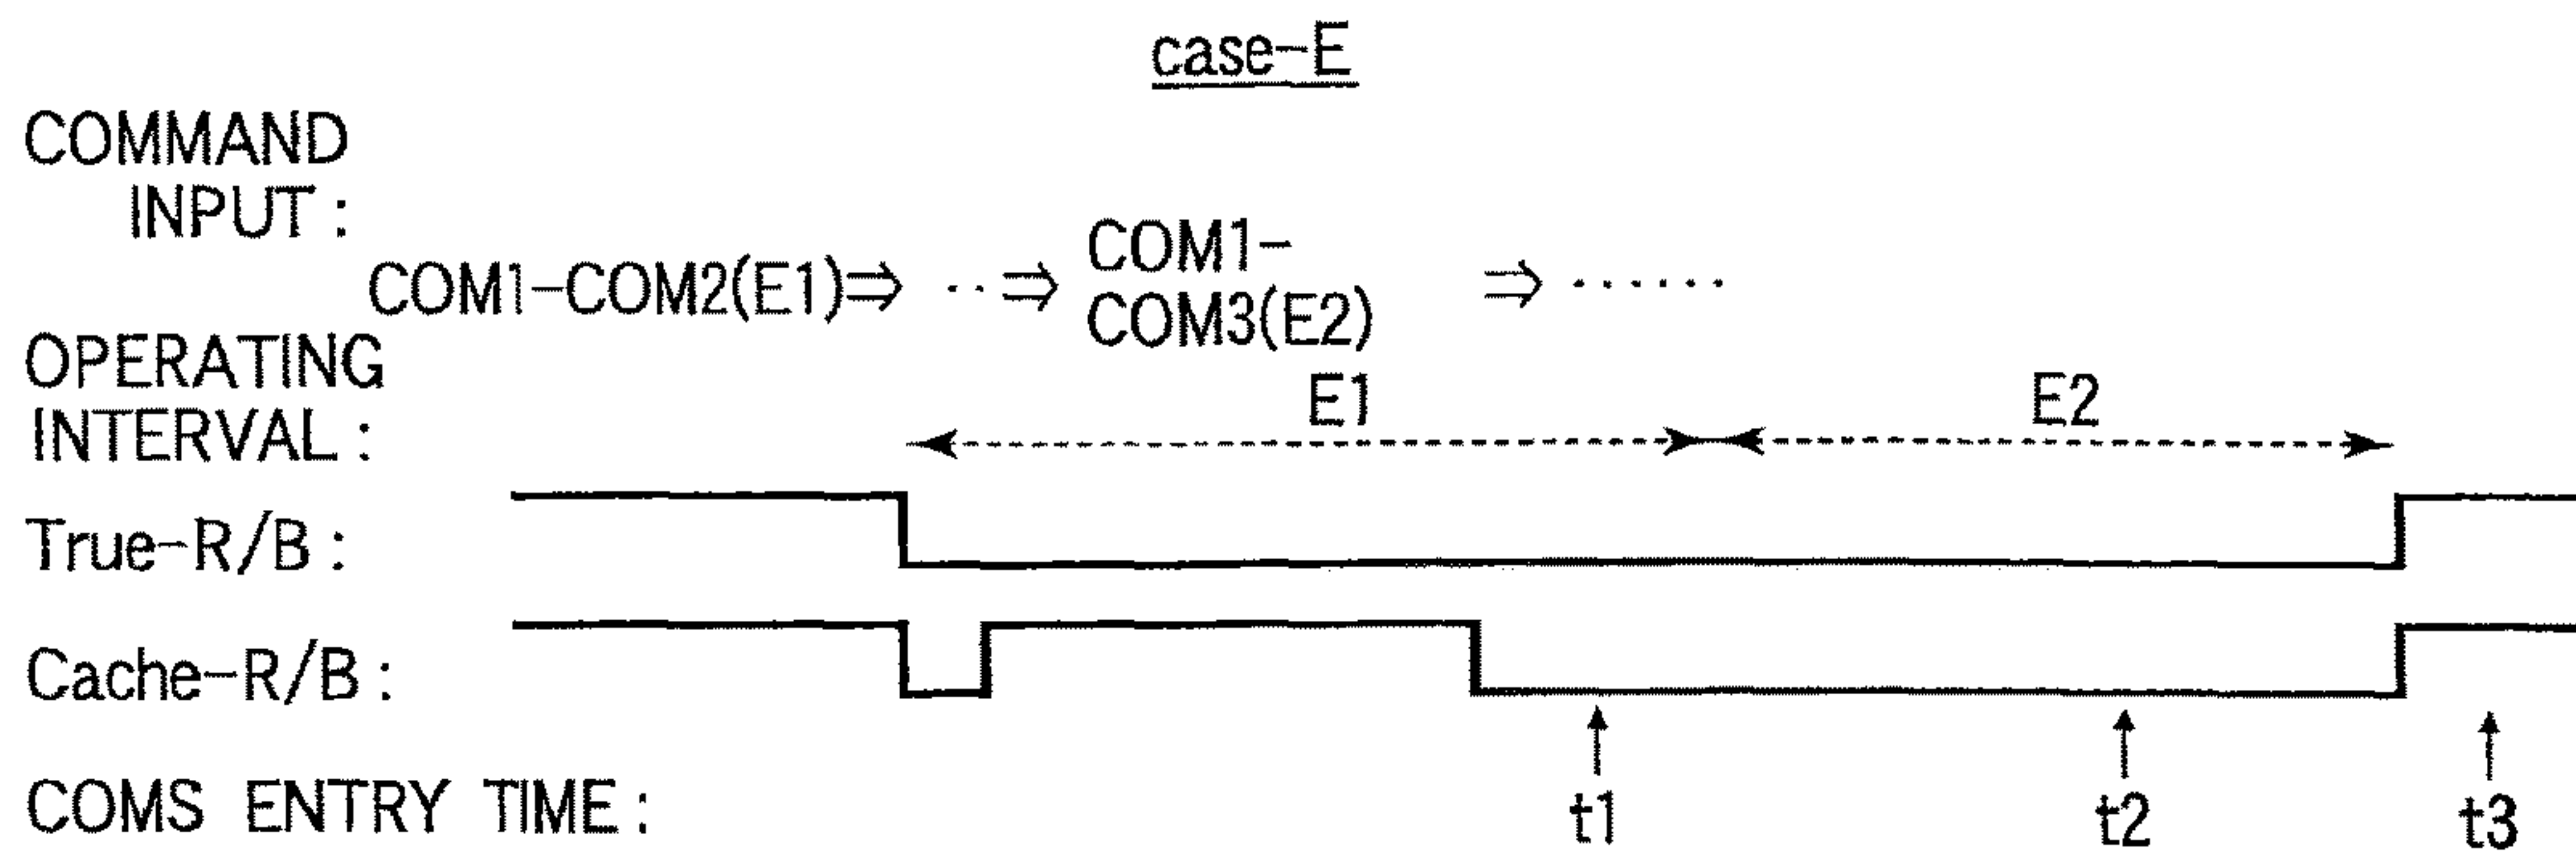 case-E
COMMAND
INPUT :
COM1-COM2(E1)⇒ ··⇒ COM1- ⇒ ······
COM3(E2)
OPERATING
INTERVAL :
E1 E2
True-R/B :
Cache-R/B :
COMS ENTRY TIME : t1 t2 t3